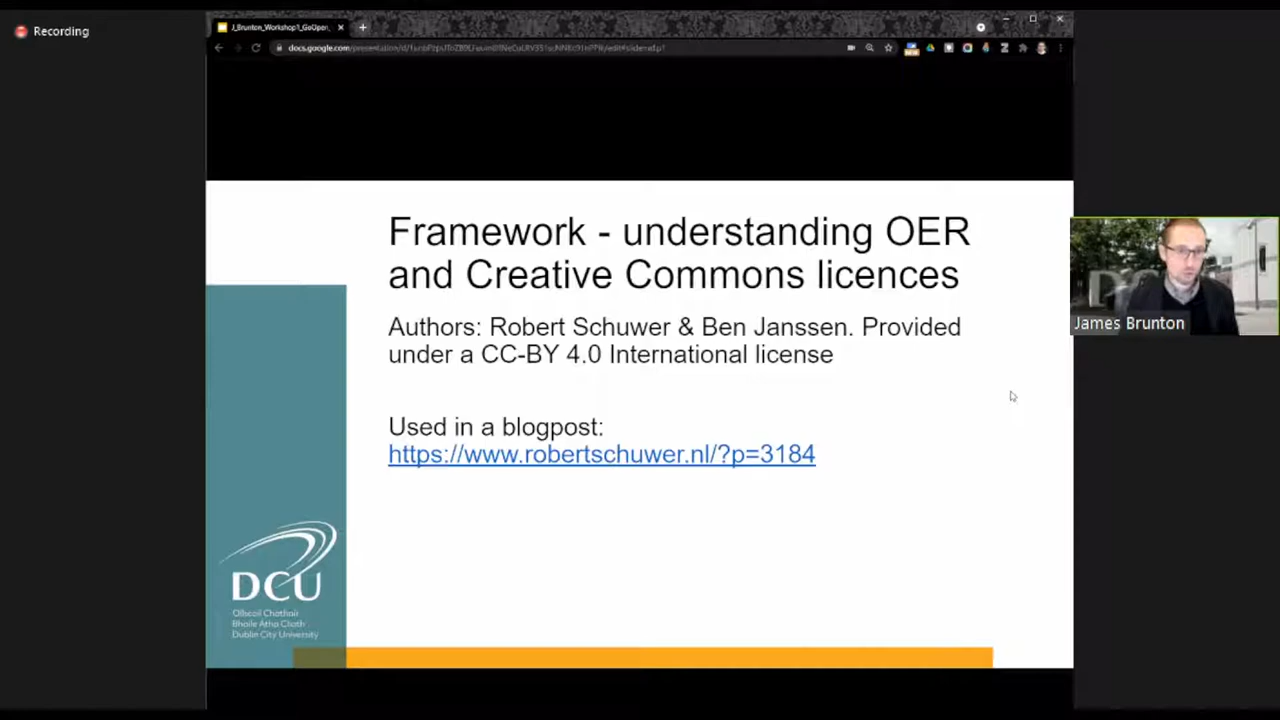 Recording
J_Brunton_Workshop1_GoOpen_
Framework - understanding OER
and Creative Commons licences
Authors: Robert Schuwer & Ben Janssen. Provided
under a CC-BY 4.0 International license
Used in a blogpost:
https://www.robertschuwer.nl/?p=3184
James Brunton
DCU
Ollscoil Chathair
Bhaile Átha Cliath
Dublin City University